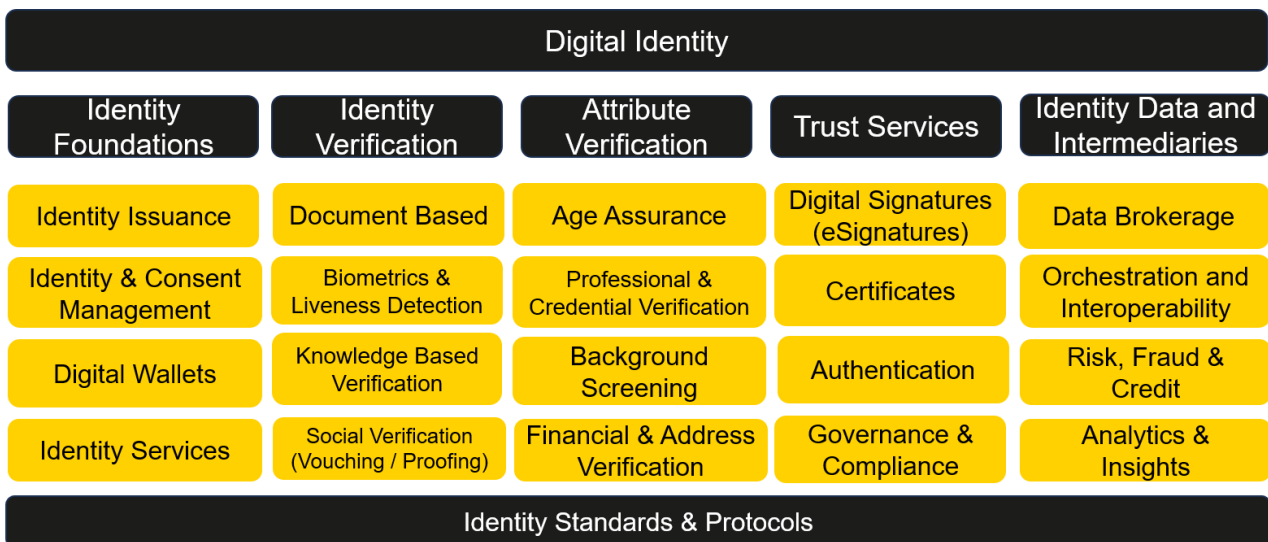 Digital Identity
Identity
Foundations
Identity
Verification
Attribute
Verification
Trust Services
Identity Data and
Intermediaries
Identity Issuance
Document Based
Age Assurance
Digital Signatures
(eSignatures)
Data Brokerage
Identity & Consent
Management
Biometrics &
Liveness Detection
Professional &
Credential Verification
Certificates
Orchestration and
Interoperability
Digital Wallets
Knowledge Based
Verification
Background
Screening
Authentication
Risk, Fraud &
Credit
Identity Services
Social Verification
(Vouching / Proofing)
Financial & Address
Verification
Governance &
Compliance
Analytics &
Insights
Identity Standards & Protocols